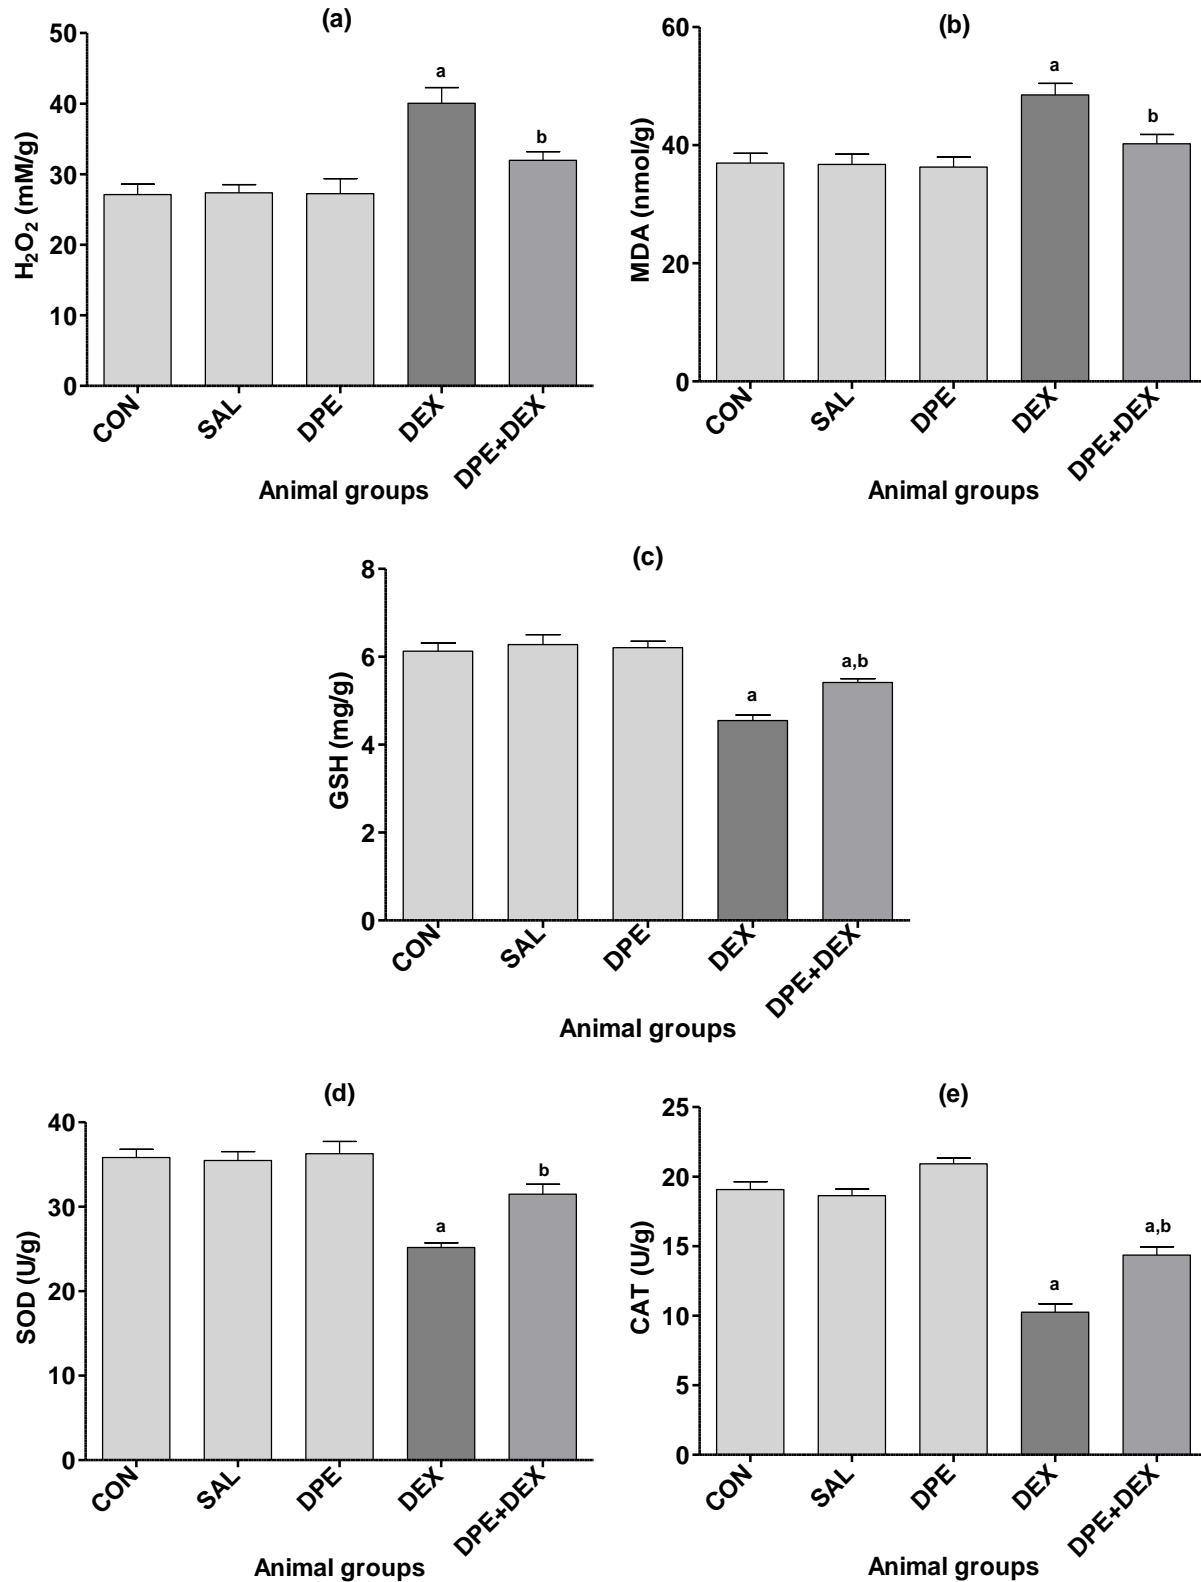 (a)
H₂O₂ (mM/g)
50
40
30
20
10
0
a
b
CON
SAL
DPE
DEX
DPE+DEX
Animal groups
(b)
MDA (nmol/g)
60
40
20
0
a
b
CON
SAL
DPE
DEX
DPE+DEX
Animal groups
(c)
GSH (mg/g)
8
6
4
2
0
a
a,b
CON
SAL
DPE
DEX
DPE+DEX
Animal groups
(d)
SOD (U/g)
40
30
20
10
0
a
b
CON
SAL
DPE
DEX
DPE+DEX
Animal groups
(e)
CAT (U/g)
25
20
15
10
5
0
a
a,b
CON
SAL
DPE
DEX
DPE+DEX
Animal groups